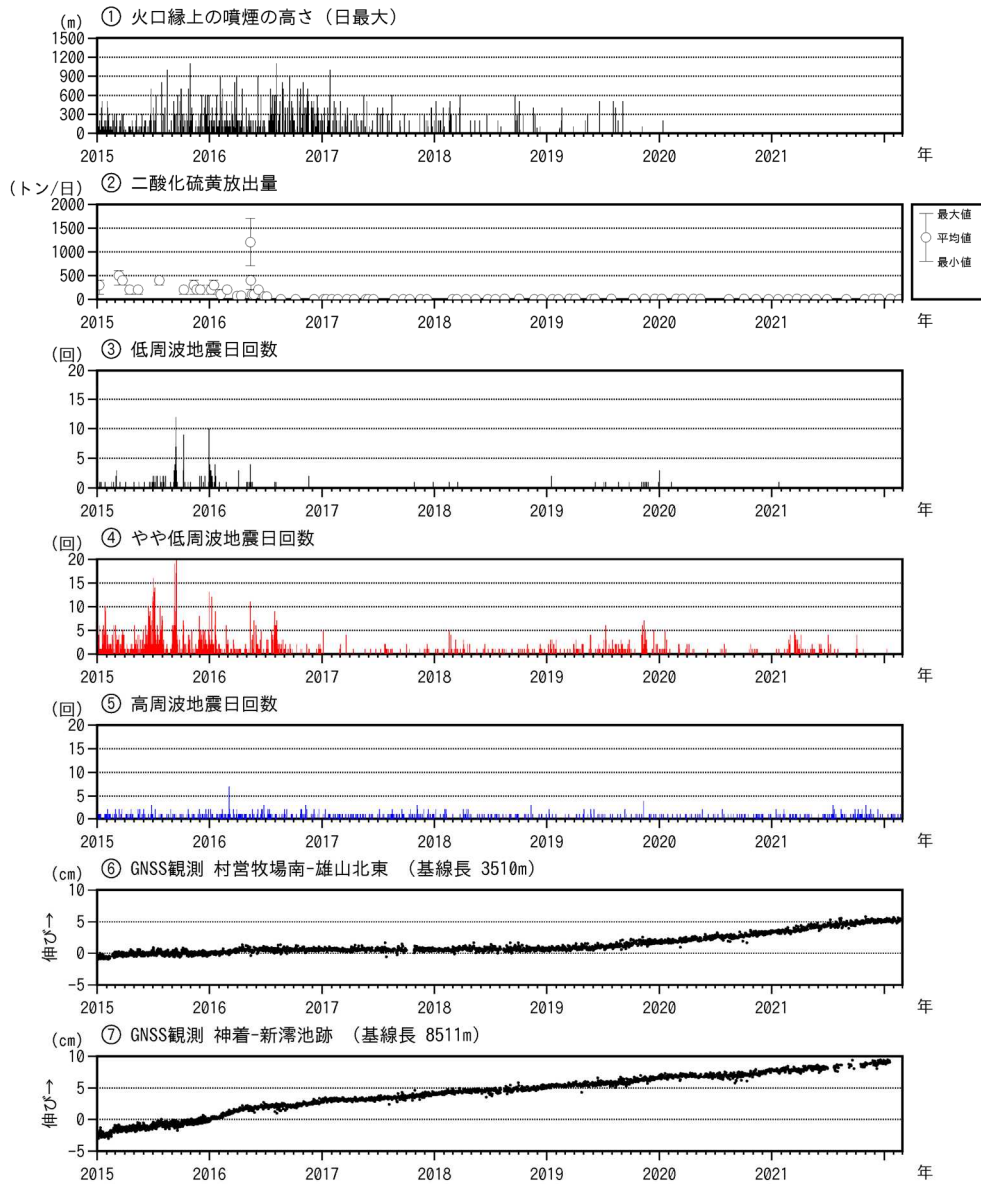 ① 火口縁上の噴煙の高さ（日最大）
(m)
1500
1200
900
600
300
0
2015 2016 2017 2018 2019 2020 2021 年
② 二酸化硫黄放出量
(トン/日)
2000
1500
1000
500
0
最大値
平均値
最小値
2015 2016 2017 2018 2019 2020 2021 年
③ 低周波地震日回数
(回)
20
15
10
5
0
2015 2016 2017 2018 2019 2020 2021 年
④ やや低周波地震日回数
(回)
20
15
10
5
0
2015 2016 2017 2018 2019 2020 2021 年
⑤ 高周波地震日回数
(回)
20
15
10
5
0
2015 2016 2017 2018 2019 2020 2021 年
⑥ GNSS観測 村営牧場南-雄山北東 （基線長 3510m）
(cm)
10
5
0
-5
伸び→
2015 2016 2017 2018 2019 2020 2021 年
⑦ GNSS観測 神着-新澪池跡 （基線長 8511m）
(cm)
10
5
0
-5
伸び→
2015 2016 2017 2018 2019 2020 2021 年